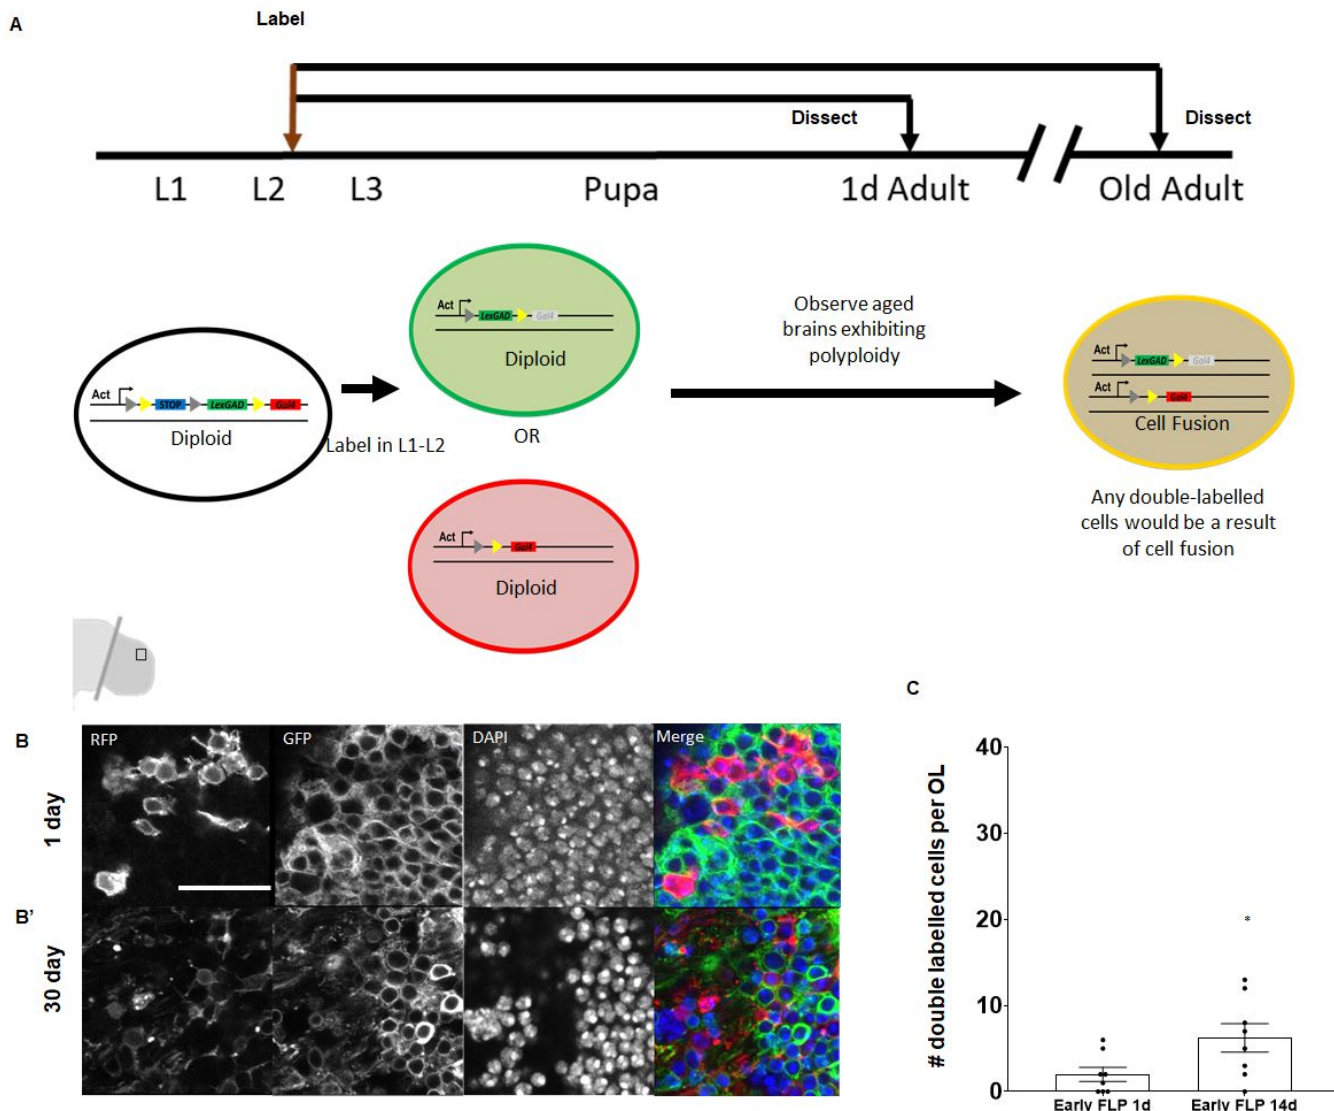 A
Label
Dissect
Dissect
L1
L2
L3
Pupa
1d Adult
Old Adult
Act
STOP
LexGAD
Gal4
Diploid
Label in L1-L2
Act
LexGAD
Gal4
Diploid
OR
Act
Gal4
Diploid
Observe aged
brains exhibiting
polyploidy
Act
LexGAD
Gal4
Act
Gal4
Cell Fusion
Any double-labelled
cells would be a result
of cell fusion
B
1 day
RFP
GFP
DAPI
Merge
B'
30 day
C
# double labelled cells per OL
40
30
20
10
0
*
Early FLP 1d
Early FLP 14d